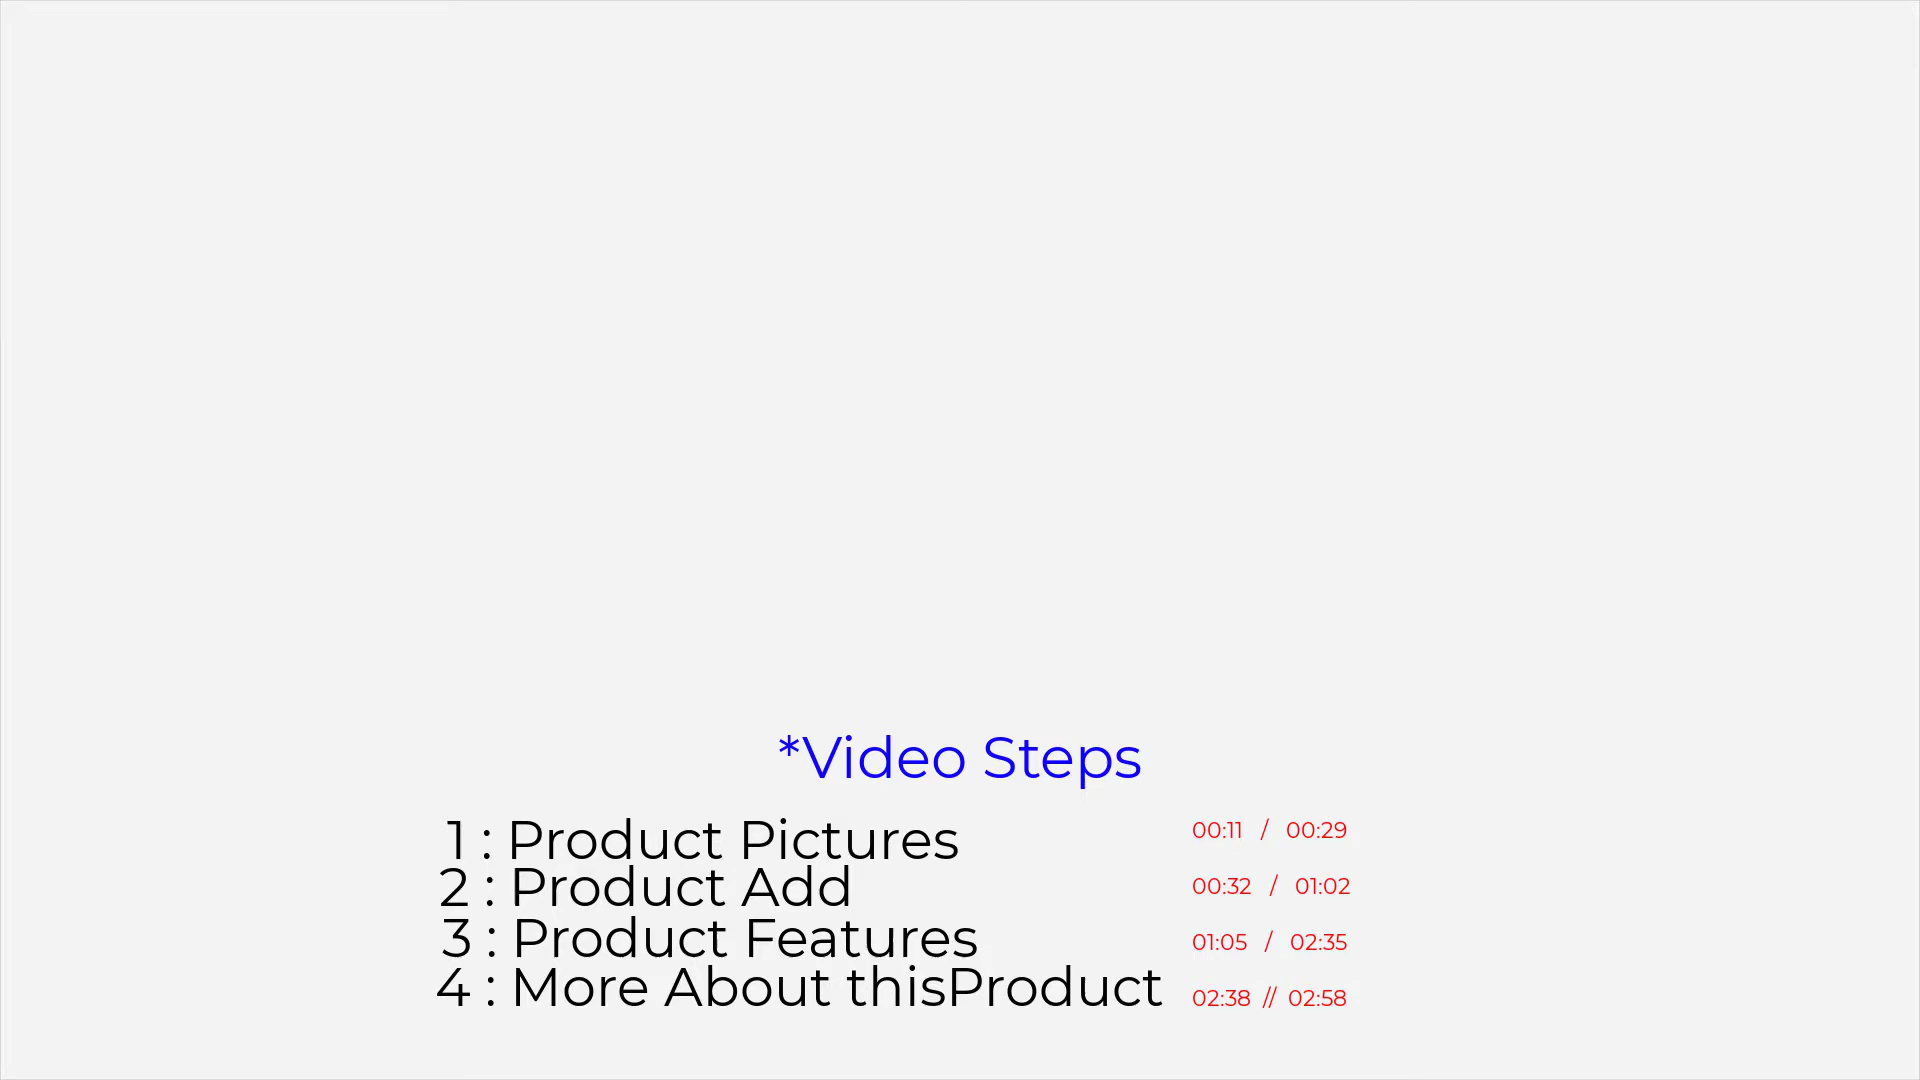 *Video Steps
1 : Product Pictures 00:11 / 00:29
2 : Product Add 00:32 / 01:02
3 : Product Features 01:05 / 02:35
4 : More About thisProduct 02:38 // 02:58